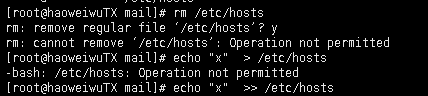 [root@haoweiwuTX mail]# rm /etc/hosts
rm: remove regular file ‘/etc/hosts’? y
rm: cannot remove ‘/etc/hosts’: Operation not permitted
[root@haoweiwuTX mail]# echo "x"  > /etc/hosts
-bash: /etc/hosts: Operation not permitted
[root@haoweiwuTX mail]# echo "x"  >> /etc/hosts